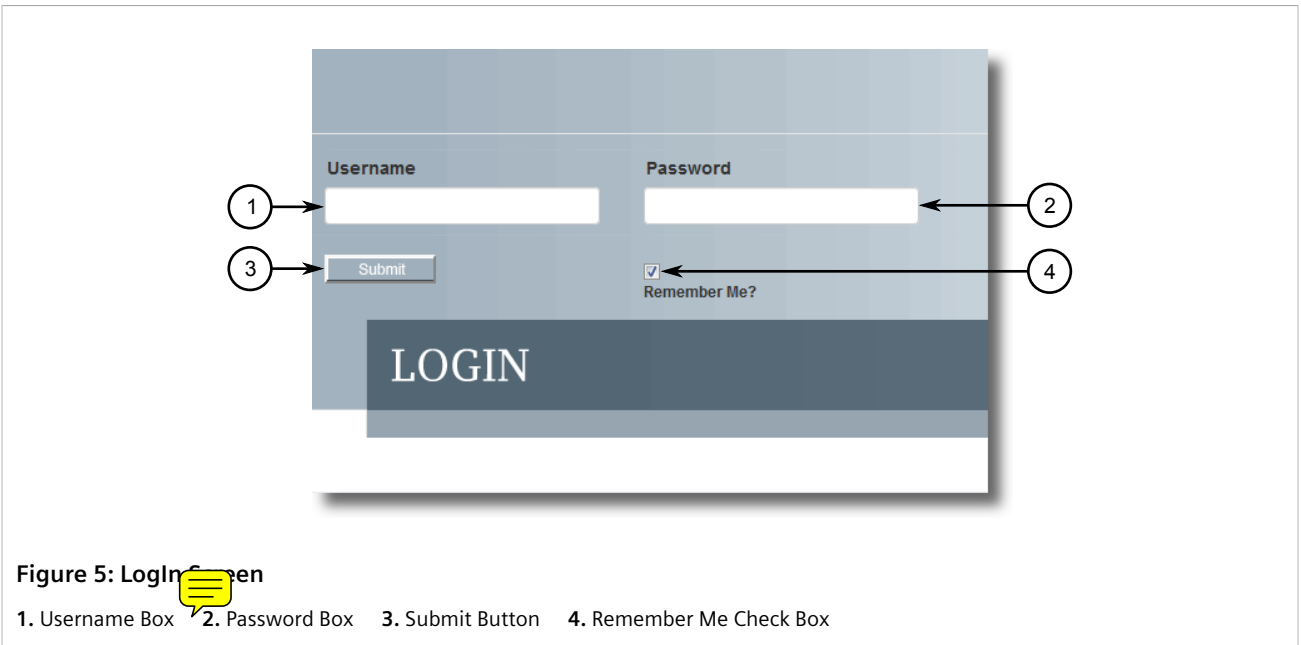 Username Password
1 2
3 Submit 4
Remember Me?
LOGIN
Figure 5: LogIn Screen
1. Username Box 2. Password Box 3. Submit Button 4. Remember Me Check Box